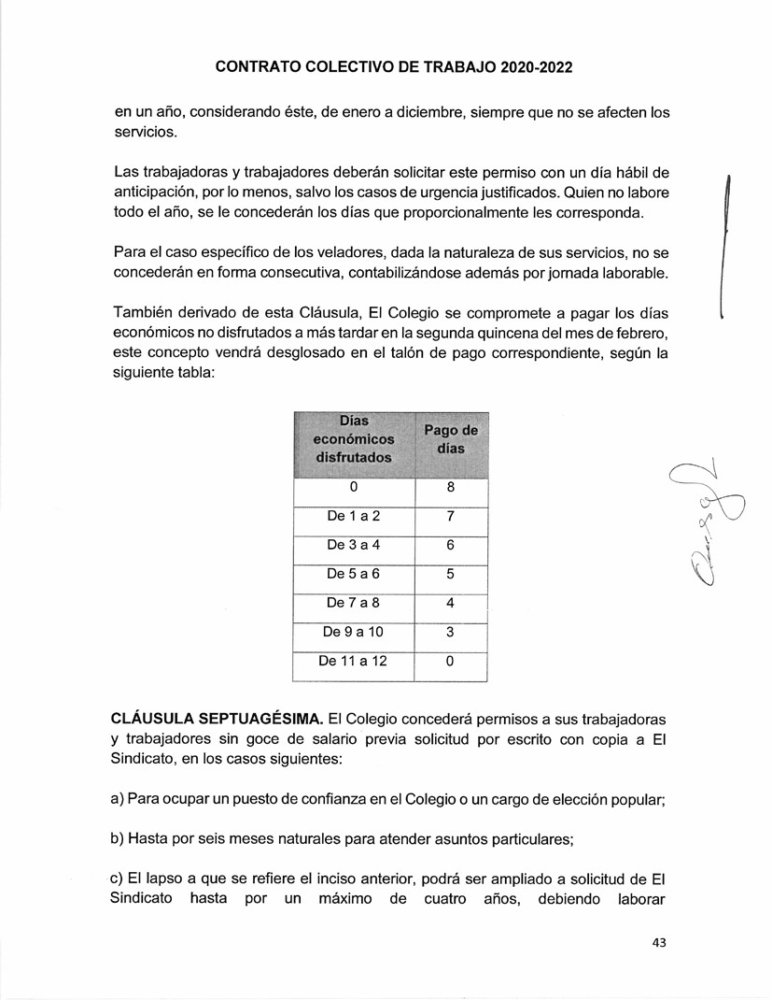 CONTRATO COLECTIVO DE TRABAJO 2020-2022
en un año, considerando éste, de enero a diciembre, siempre que no se afecten los
servicios.
Las trabajadoras y trabajadores deberán solicitar este permiso con un día hábil de
anticipación, por lo menos, salvo los casos de urgencia justificados. Quien no labore
todo el año, se le concederán los días que proporcionalmente les corresponda.
Para el caso específico de los veladores, dada la naturaleza de sus servicios, no se
concederán en forma consecutiva, contabilizándose además por jornada laborable.
También derivado de esta Cláusula, El Colegio se compromete a pagar los días
económicos no disfrutados a más tardar en la segunda quincena del mes de febrero,
este concepto vendrá desglosado en el talón de pago correspondiente, según la
siguiente tabla:
Días
económicos
disfrutados
Pago de
días
0 8
De 1 a 2 7
De 3 a 4 6
De 5 a 6 5
De 7 a 8 4
De 9 a 10 3
De 11 a 12 0
CLÁUSULA SEPTUAGÉSIMA. El Colegio concederá permisos a sus trabajadoras
y trabajadores sin goce de salario previa solicitud por escrito con copia a El
Sindicato, en los casos siguientes:
a) Para ocupar un puesto de confianza en el Colegio o un cargo de elección popular;
b) Hasta por seis meses naturales para atender asuntos particulares;
c) El lapso a que se refiere el inciso anterior, podrá ser ampliado a solicitud de El
Sindicato hasta por un máximo de cuatro años, debiendo laborar
43